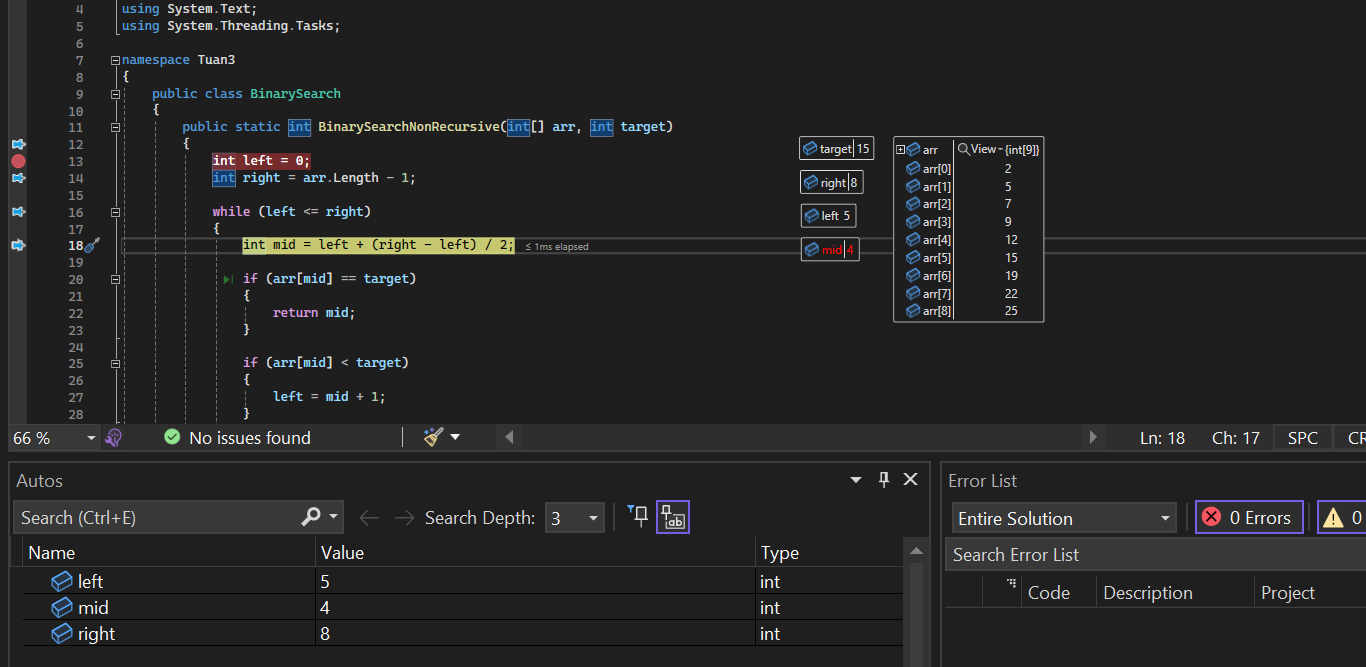 4 using System.Text;
5 using System.Threading.Tasks;
6
7 namespace Tuan3
8 {
9 public class BinarySearch
10 {
11 public static int BinarySearchNonRecursive(int[] arr, int target)
12 {
13 int left = 0;
14 int right = arr.Length - 1;
15
16 while (left <= right)
17 {
18 int mid = left + (right - left) / 2; ≤ 1ms elapsed
19
20 if (arr[mid] == target)
21 {
22 return mid;
23 }
24
25 if (arr[mid] < target)
26 {
27 left = mid + 1;
28 }
target 15
right 8
left 5
mid 4
arr View {int[9]}
arr[0] 2
arr[1] 5
arr[2] 7
arr[3] 9
arr[4] 12
arr[5] 15
arr[6] 19
arr[7] 22
arr[8] 25
66 % No issues found Ln: 18 Ch: 17 SPC CR
Autos
Search (Ctrl+E) Search Depth: 3
Name Value Type
left 5 int
mid 4 int
right 8 int
Error List
Entire Solution 0 Errors 0
Search Error List
Code Description Project